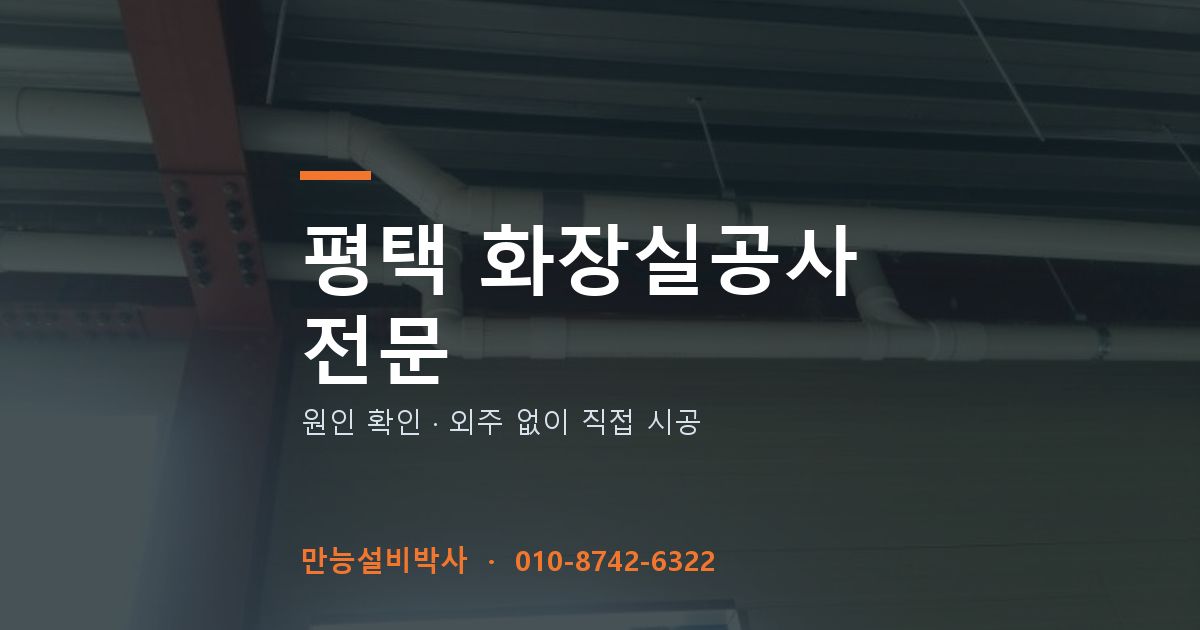 평택 화장실공사
전문
원인 확인 · 외주 없이 직접 시공
만능설비박사 · 010-8742-6322